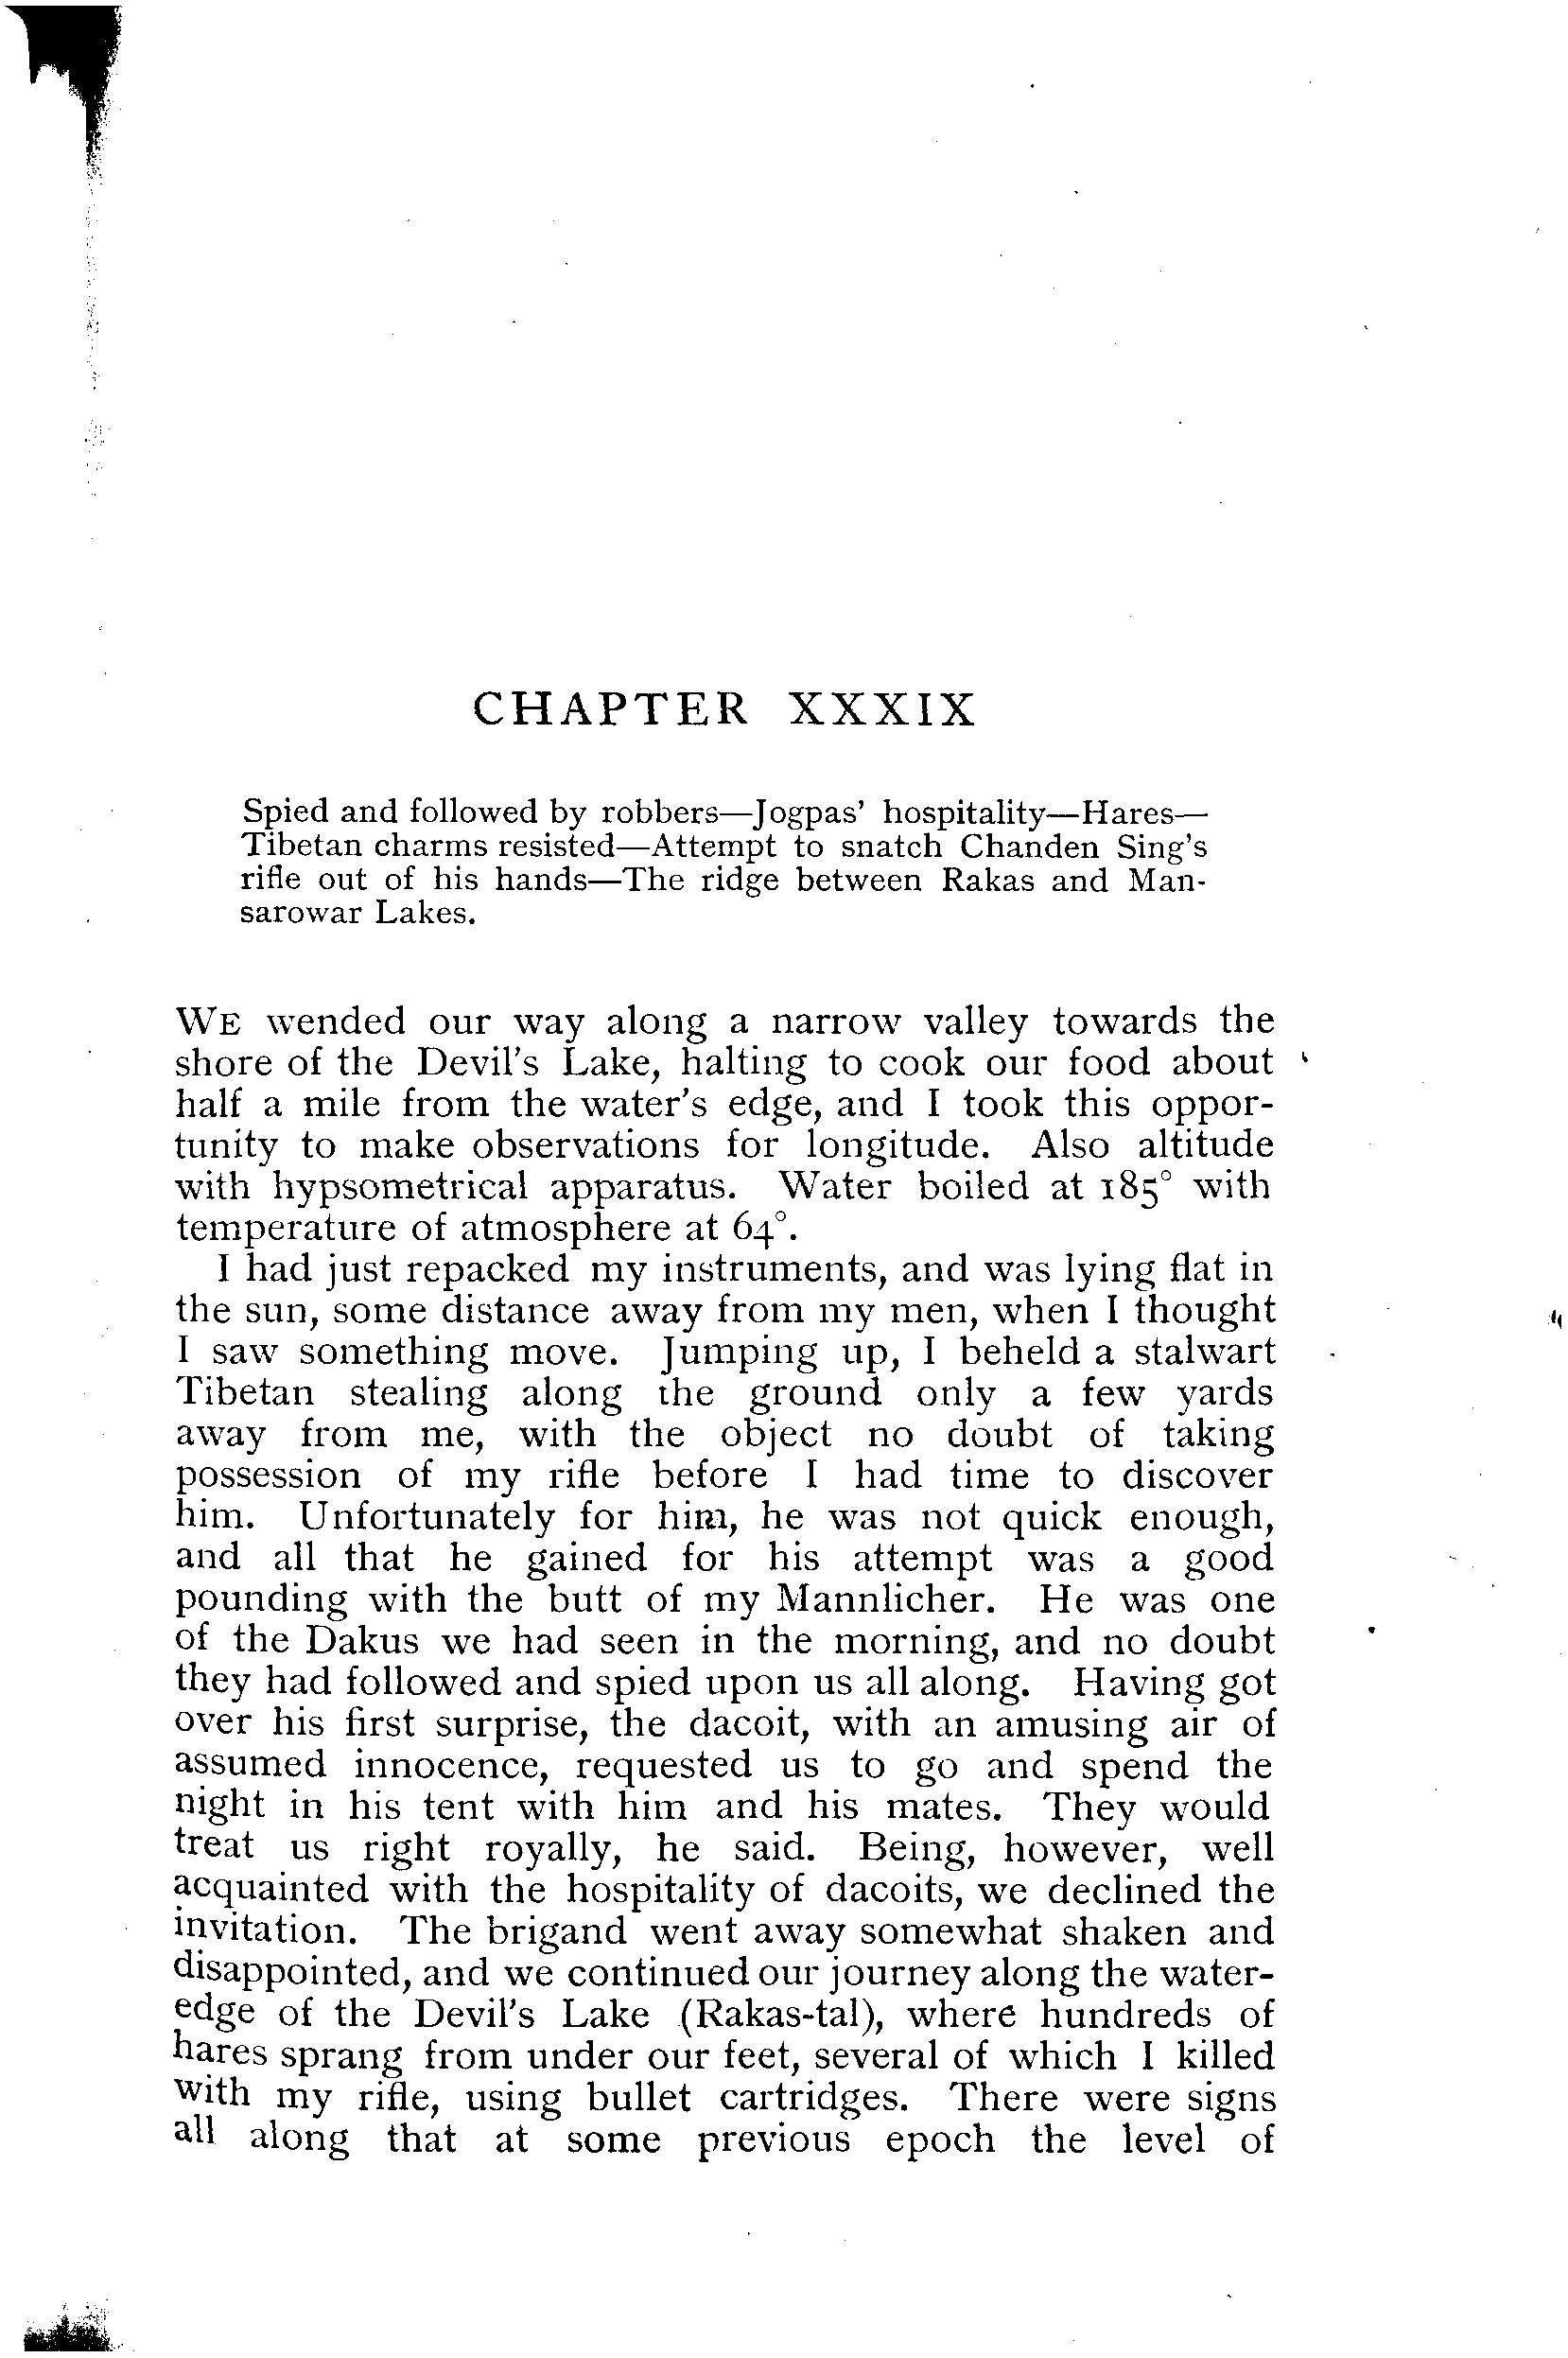 CHAPTER XXXIX
Spied and followed by robbers—Jogpas' hospitality—Hares—
Tibetan charms resisted—Attempt to snatch Chanden Sing's
rifle out of his hands—The ridge between Rakas and Man-
sarowar Lakes.
WE wended our way along a narrow valley towards the
shore of the Devil's Lake, halting to cook our food about
half a mile from the water's edge, and I took this oppor-
tunity to make observations for longitude. Also altitude
with hypsometrical apparatus. Water boiled at 185° with
temperature of atmosphere at 64°.
I had just repacked my instruments, and was lying flat in
the sun, some distance away from my men, when I thought
I saw something move. Jumping up, I beheld a stalwart
Tibetan stealing along the ground only a few yards
away from me, with the object no doubt of taking
possession of my rifle before I had time to discover
him. Unfortunately for him, he was not quick enough,
and all that he gained for his attempt was a good
pounding with the butt of my Mannlicher. He was one
of the Dakus we had seen in the morning, and no doubt
they had followed and spied upon us all along. Having got
over his first surprise, the dacoit, with an amusing air of
assumed innocence, requested us to go and spend the
night in his tent with him and his mates. They would
treat us right royally, he said. Being, however, well
acquainted with the hospitality of dacoits, we declined the
invitation. The brigand went away somewhat shaken and
disappointed, and we continued our journey along the water-
edge of the Devil's Lake (Rakas-tal), where hundreds of
hares sprang from under our feet, several of which I killed
with my rifle, using bullet cartridges. There were signs
all along that at some previous epoch the level of